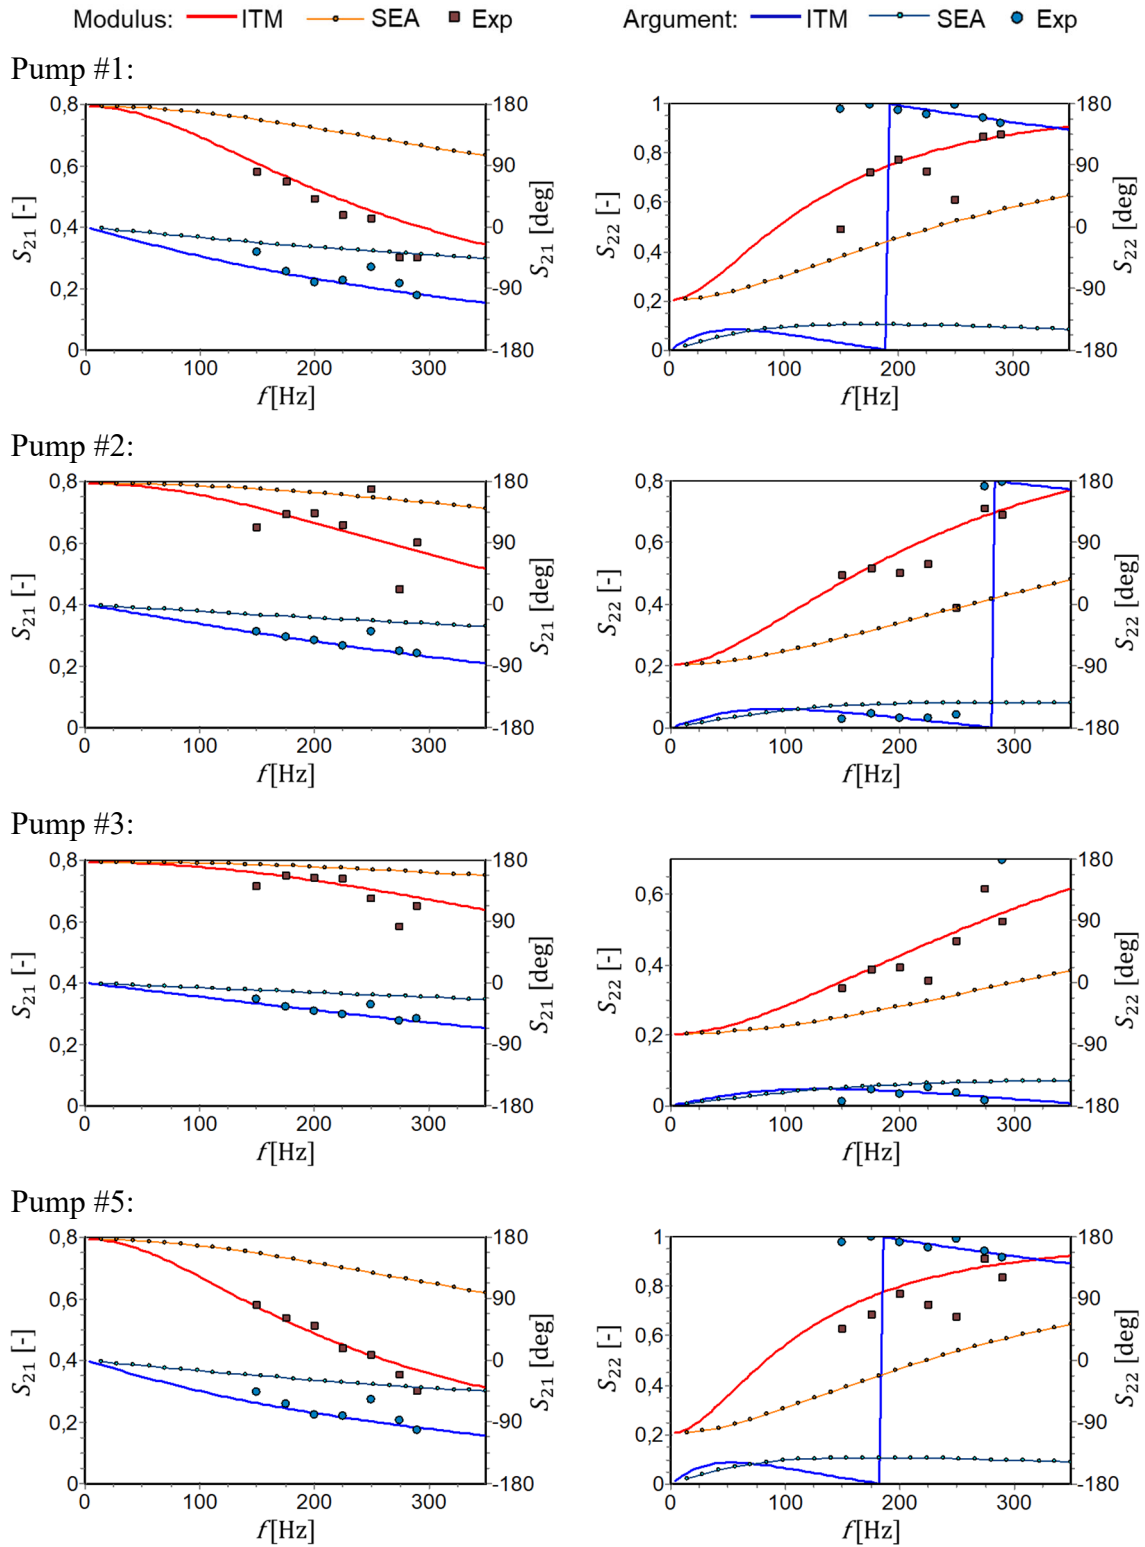 Modulus: ITM SEA Exp Argument: ITM SEA Exp
Pump #1:
0,8
0,6
0,4
0,2
0
180
90
0
-90
-180
S21 [-]
S21 [deg]
0 100 200 300
f[Hz]
1
0,8
0,6
0,4
0,2
0
180
90
0
-90
-180
S22 [-]
S22 [deg]
0 100 200 300
f[Hz]
Pump #2:
0,8
0,6
0,4
0,2
0
180
90
0
-90
-180
S21 [-]
S21 [deg]
0 100 200 300
f[Hz]
0,8
0,6
0,4
0,2
0
180
90
0
-90
-180
S22 [-]
S22 [deg]
0 100 200 300
f[Hz]
Pump #3:
0,8
0,6
0,4
0,2
0
180
90
0
-90
-180
S21 [-]
S21 [deg]
0 100 200 300
f[Hz]
0,6
0,4
0,2
0
180
90
0
-90
-180
S22 [-]
S22 [deg]
0 100 200 300
f[Hz]
Pump #5:
0,8
0,6
0,4
0,2
0
180
90
0
-90
-180
S21 [-]
S21 [deg]
0 100 200 300
f[Hz]
1
0,8
0,6
0,4
0,2
0
180
90
0
-90
-180
S22 [-]
S22 [deg]
0 100 200 300
f[Hz]